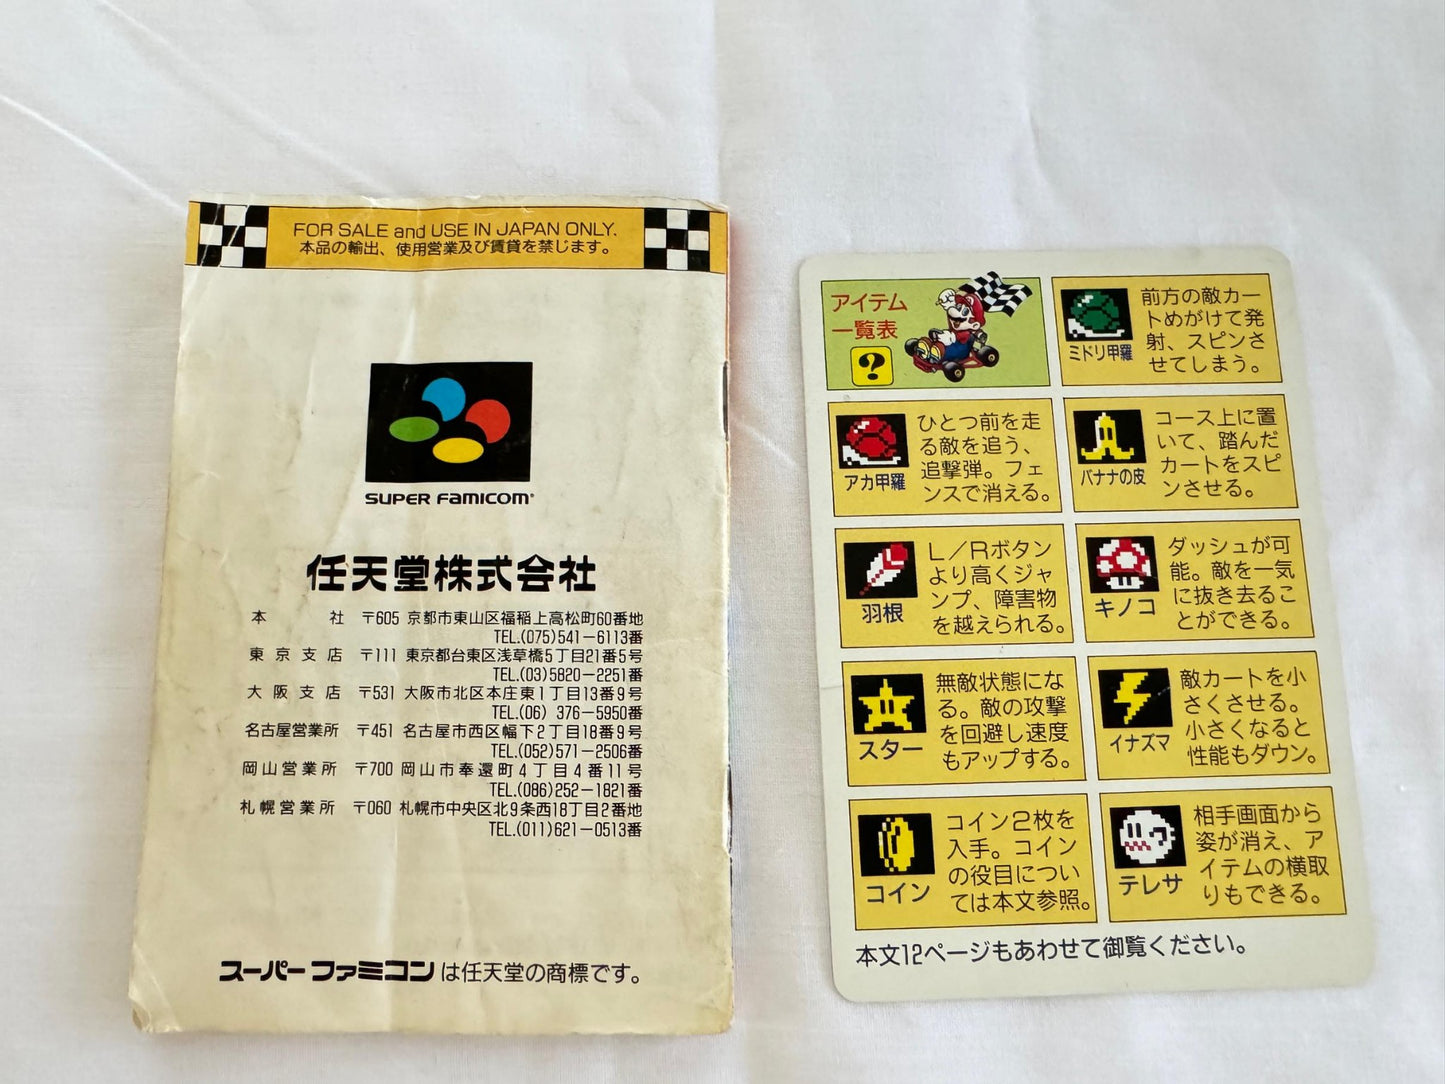 FOR SALE and USE IN JAPAN ONLY.
本品の輸出、使用営業及び賃貸を禁じます。
SUPER FAMICOM
任天堂株式会社
本社 〒605 京都市東山区福稲上高松町60番地
TEL.(075)541-6113番
東京支店 〒111 東京都台東区浅草橋5丁目21番5号
TEL.(03)5820-2251番
大阪支店 〒531 大阪市北区本庄東1丁目13番9号
TEL.(06) 376-5950番
名古屋営業所 〒451 名古屋市西区幅下2丁目18番9号
TEL.(052)571-2506番
岡山営業所 〒700 岡山市奉還町4丁目4番11号
TEL.(086)252-1821番
札幌営業所 〒060 札幌市中央区北9条西18丁目2番地
TEL.(011)621-0513番
スーパーファミコンは任天堂の商標です。
アイテム
一覧表
?
ミドリ甲羅
前方の敵カー
トめがけて発
射、スピンさ
せてしまう。
アカ甲羅
ひとつ前を走
る敵を追う、
追撃弾。フェ
ンスで消える。
バナナの皮
コース上に置
いて、踏んだ
カートをスピ
ンさせる。
羽根
L/Rボタン
より高くジャ
ンプ、障害物
を越えられる。
キノコ
ダッシュが可
能。敵を一気
に抜き去るこ
とができる。
スター
無敵状態にな
る。敵の攻撃
を回避し速度
もアップする。
イナズマ
敵カートを小
さくさせる。
小さくなると
性能もダウン。
コイン
コイン2枚を
入手。コイン
の役目につい
ては本文参照。
テレサ
相手画面から
姿が消え、ア
イテムの横取
りもできる。
本文12ページもあわせて御覧ください。